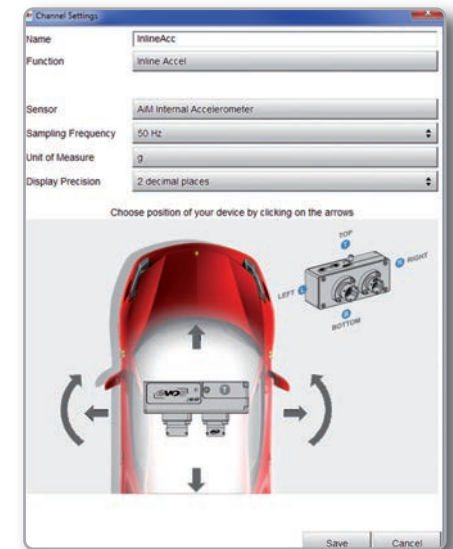 Channel Settings
Name InlineAcc
Function Inline Accel
Sensor AiM Internal Accelerometer
Sampling Frequency 50 Hz
Unit of Measure g
Display Precision 2 decimal places
Choose position of your device by clicking on the arrows
TOP
T
R RIGHT
LEFT L
B
BOTTOM
T
Save Cancel